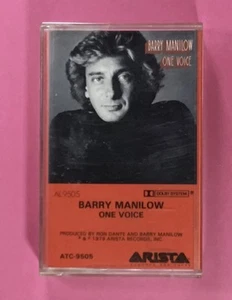 BARRY MANILOW
ONE VOICE
AL 9505
DOLBY SYSTEM
BARRY MANILOW
ONE VOICE
PRODUCED BY RON DANTE AND BARRY MANILOW
℗ & © 1979 ARISTA RECORDS, INC.
ATC-9505
ARISTA